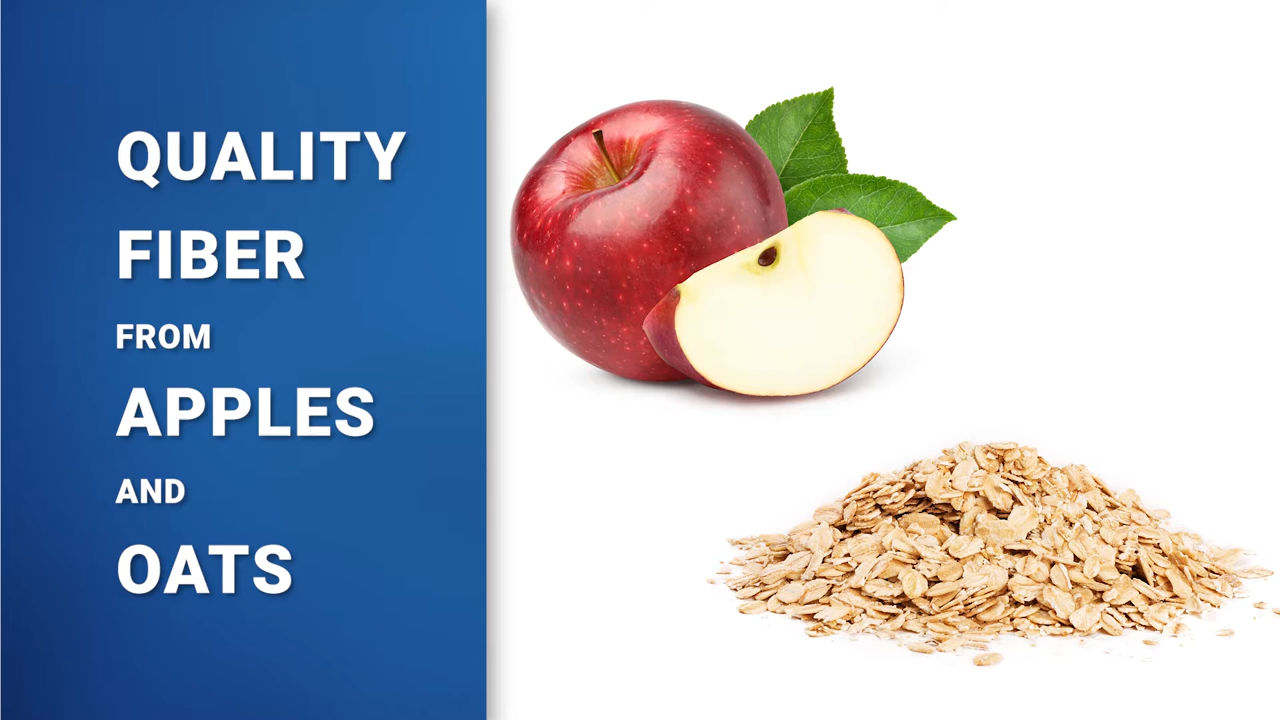 QUALITY
FIBER
FROM
APPLES
AND
OATS